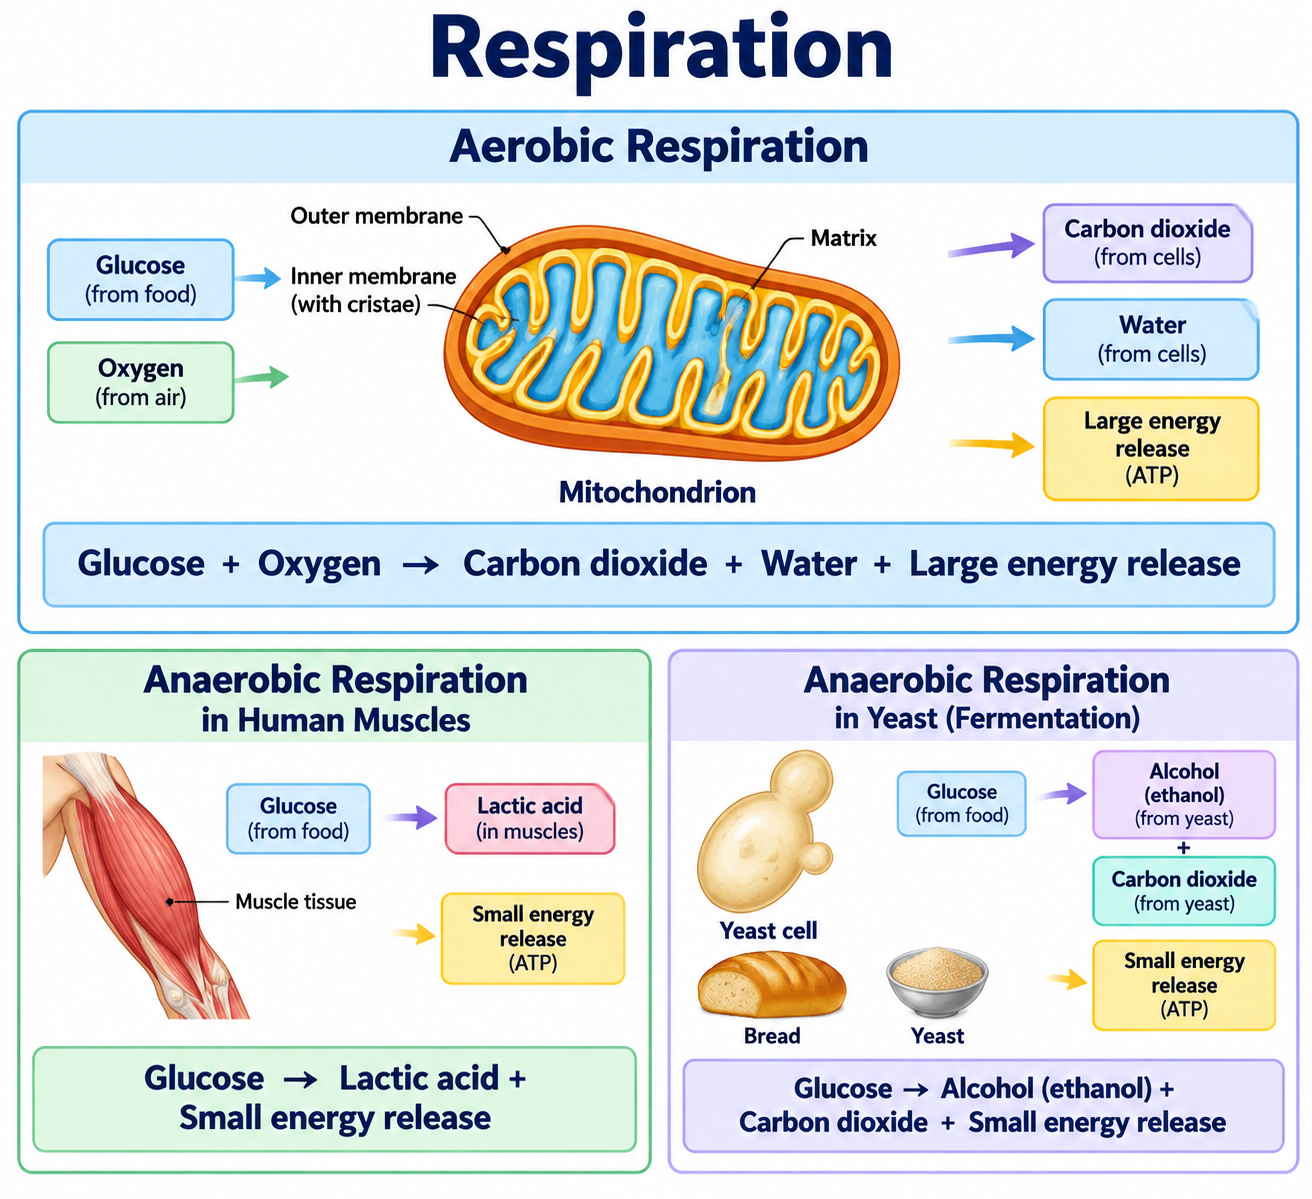 Respiration
Aerobic Respiration
Glucose
(from food)
Oxygen
(from air)
Outer membrane
Inner membrane
(with cristae)
Matrix
Mitochondrion
Carbon dioxide
(from cells)
Water
(from cells)
Large energy
release
(ATP)
Glucose + Oxygen → Carbon dioxide + Water + Large energy release
Anaerobic Respiration
in Human Muscles
Glucose
(from food)
Lactic acid
(in muscles)
Muscle tissue
Small energy
release
(ATP)
Glucose → Lactic acid +
Small energy release
Anaerobic Respiration
in Yeast (Fermentation)
Yeast cell
Bread
Yeast
Glucose
(from food)
Alcohol
(ethanol)
(from yeast)
+
Carbon dioxide
(from yeast)
Small energy
release
(ATP)
Glucose → Alcohol (ethanol) +
Carbon dioxide + Small energy release